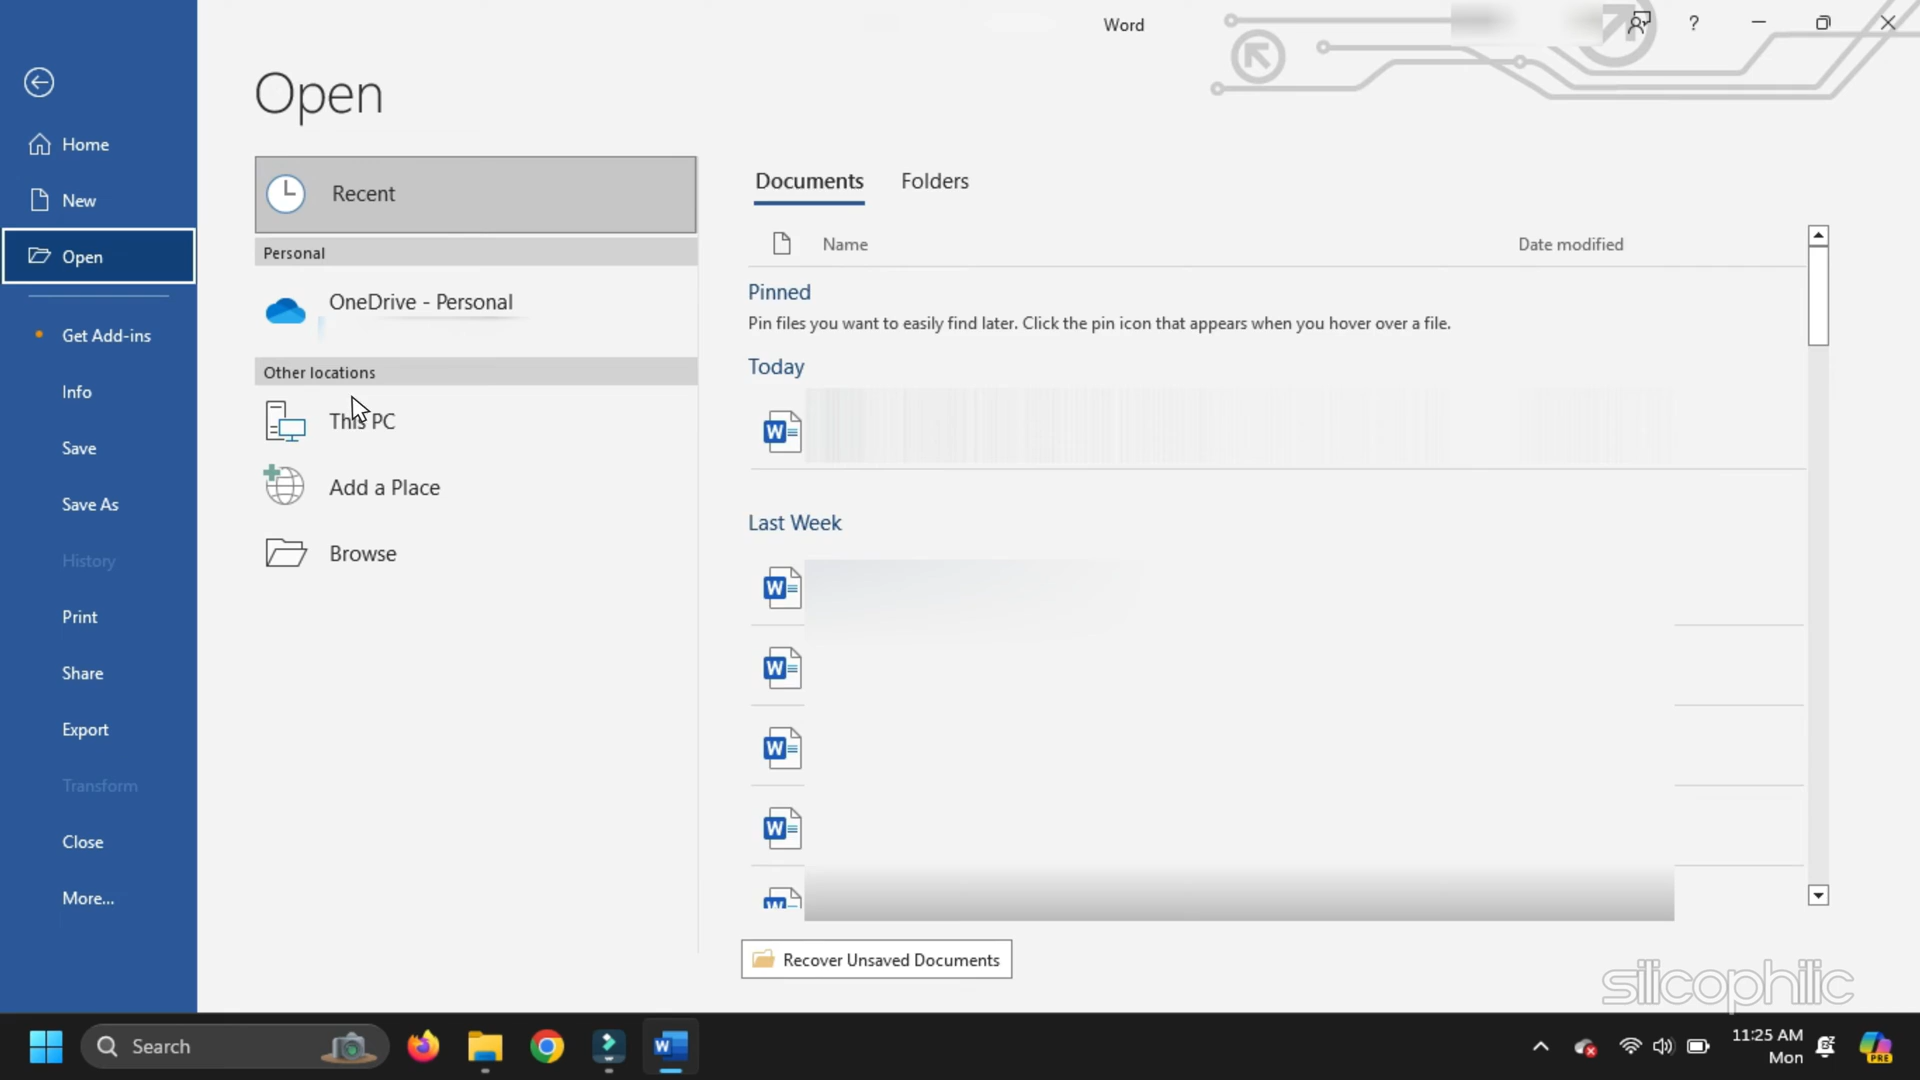 Word
?
Open
Home
New
Open
Get Add-ins
Info
Save
Save As
History
Print
Share
Export
Transform
Close
More...
Recent
Personal
OneDrive - Personal
Other locations
This PC
Add a Place
Browse
Documents Folders
Name Date modified
Pinned
Pin files you want to easily find later. Click the pin icon that appears when you hover over a file.
Today
W
Last Week
W
W
W
W
W
Recover Unsaved Documents
silicophilic
Search
W
11:25 AM
Mon
PRE